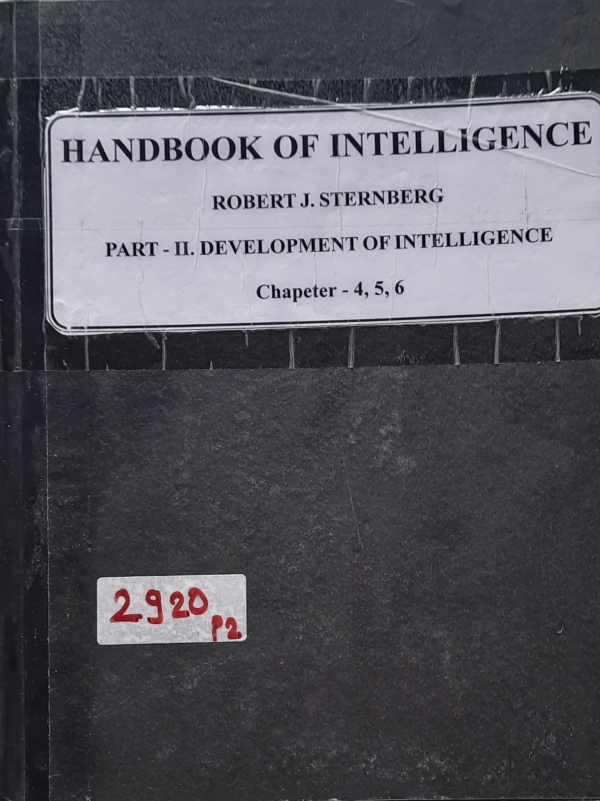 HANDBOOK OF INTELLIGENCE
ROBERT J. STERNBERG
PART - II. DEVELOPMENT OF INTELLIGENCE
Chapeter - 4, 5, 6
2920
P2